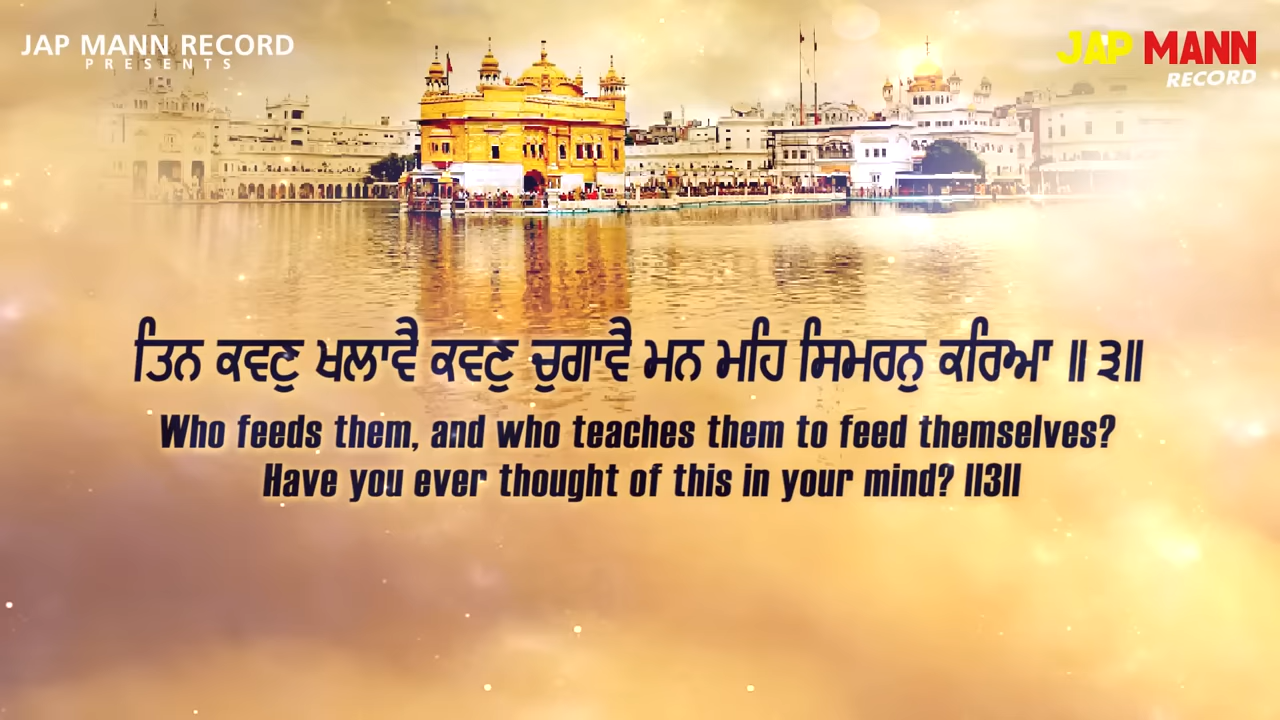 JAP MANN RECORD
PRESENTS
JAP MANN
RECORD
ਤਿਨ ਕਵਣੁ ਖਲਾਵੈ ਕਵਣੁ ਚੁਗਾਵੈ ਮਨ ਮਹਿ ਸਿਮਰਨੁ ਕਰਿਆ ॥੩॥
Who feeds them, and who teaches them to feed themselves?
Have you ever thought of this in your mind? ||3||